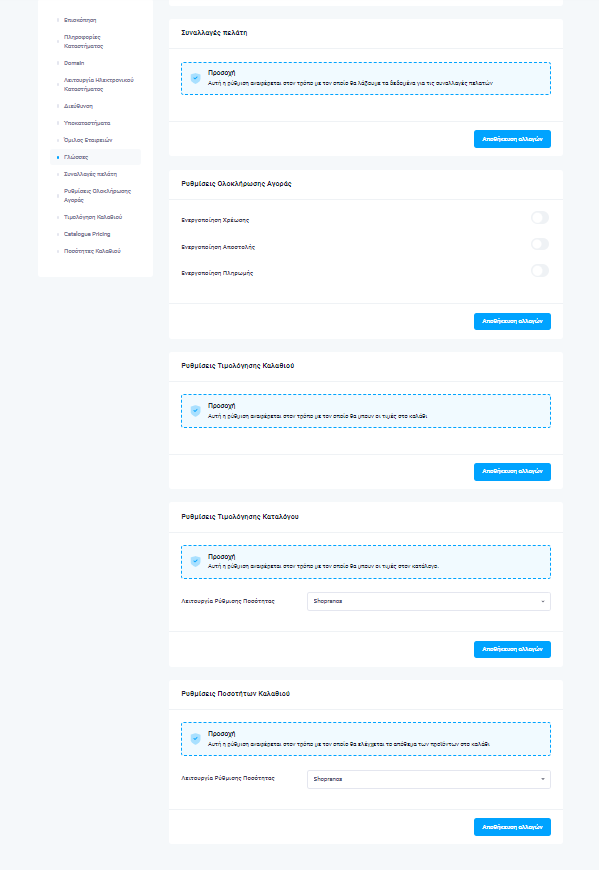 Επισκόπηση
Πληροφορίες
Καταστήματος
Domain
Λειτουργία Ηλεκτρονικού
Καταστήματος
Διεύθυνση
Υποκαταστήματα
Όμιλος Εταιρειών
Γλώσσες
Συναλλαγές πελάτη
Ρυθμίσεις Ολοκλήρωσης
Αγοράς
Τιμολόγηση Καλαθιού
Catalogue Pricing
Ποσότητες Καλαθιού
Συναλλαγές πελάτη
Προσοχή
Αυτή η ρύθμιση αναφέρεται στον τρόπο με τον οποίο θα λάβουμε τα δεδομένα για τις συναλλαγές πελατών
Αποθήκευση αλλαγών
Ρυθμίσεις Ολοκλήρωσης Αγοράς
Ενεργοποίηση Χρέωσης
Ενεργοποίηση Αποστολής
Ενεργοποίηση Πληρωμής
Αποθήκευση αλλαγών
Ρυθμίσεις Τιμολόγησης Καλαθιού
Προσοχή
Αυτή η ρύθμιση αναφέρεται στον τρόπο με τον οποίο θα μπουν οι τιμές στο καλάθι
Αποθήκευση αλλαγών
Ρυθμίσεις Τιμολόγησης Καταλόγου
Προσοχή
Αυτή η ρύθμιση αναφέρεται στον τρόπο με τον οποίο θα μπουν οι τιμές στον κατάλογο.
Λειτουργία Ρύθμισης Ποσότητας
Shopranos
Αποθήκευση αλλαγών
Ρυθμίσεις Ποσοτήτων Καλαθιού
Προσοχή
Αυτή η ρύθμιση αναφέρεται στον τρόπο με τον οποίο θα ελέγχεται το απόθεμα των προϊόντων στο καλάθι
Λειτουργία Ρύθμισης Ποσότητας
Shopranos
Αποθήκευση αλλαγών